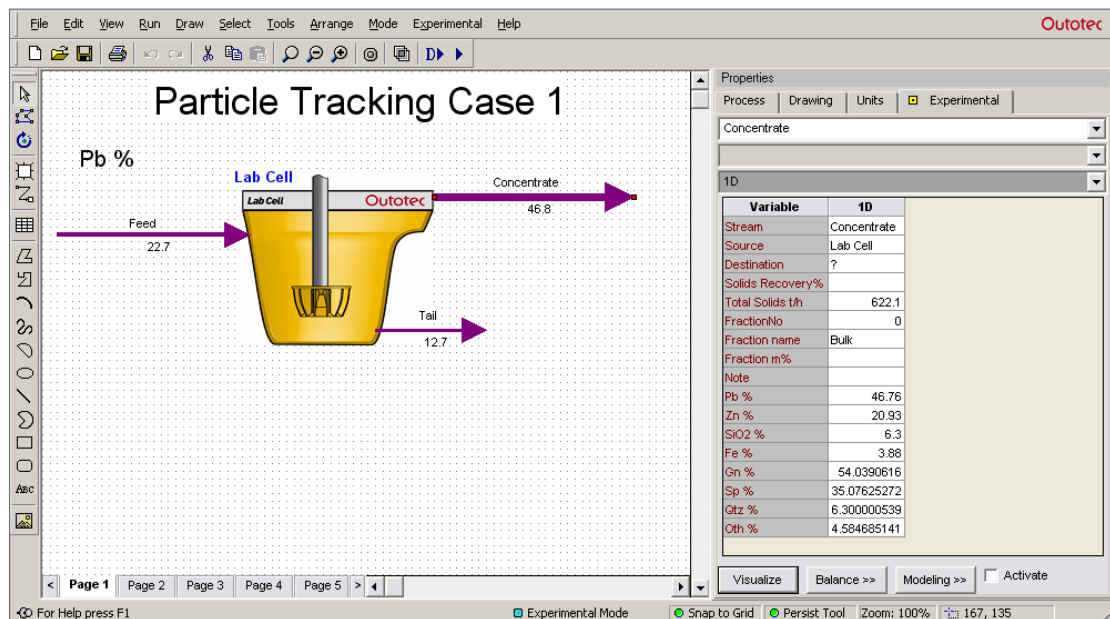 File Edit View Run Draw Select Tools Arrange Mode Experimental Help
Outotec
D
Particle Tracking Case 1
Pb %
Lab Cell
Lab Cell Outotec
Concentrate
46.8
Feed
22.7
Tail
12.7
ABC
< Page 1 Page 2 Page 3 Page 4 Page 5 >
Properties
Process Drawing Units Experimental
Concentrate
1D
Variable 1D
Stream Concentrate
Source Lab Cell
Destination ?
Solids Recovery%
Total Solids t/h 622.1
FractionNo 0
Fraction name Bulk
Fraction m%
Note
Pb % 46.76
Zn % 20.93
SiO2 % 6.3
Fe % 3.88
Gn % 54.0390616
Sp % 35.07625272
Qtz % 6.300000539
Oth % 4.584685141
Visualize Balance >> Modeling >> Activate
For Help press F1 Experimental Mode Snap to Grid Persist Tool Zoom: 100% 167, 135